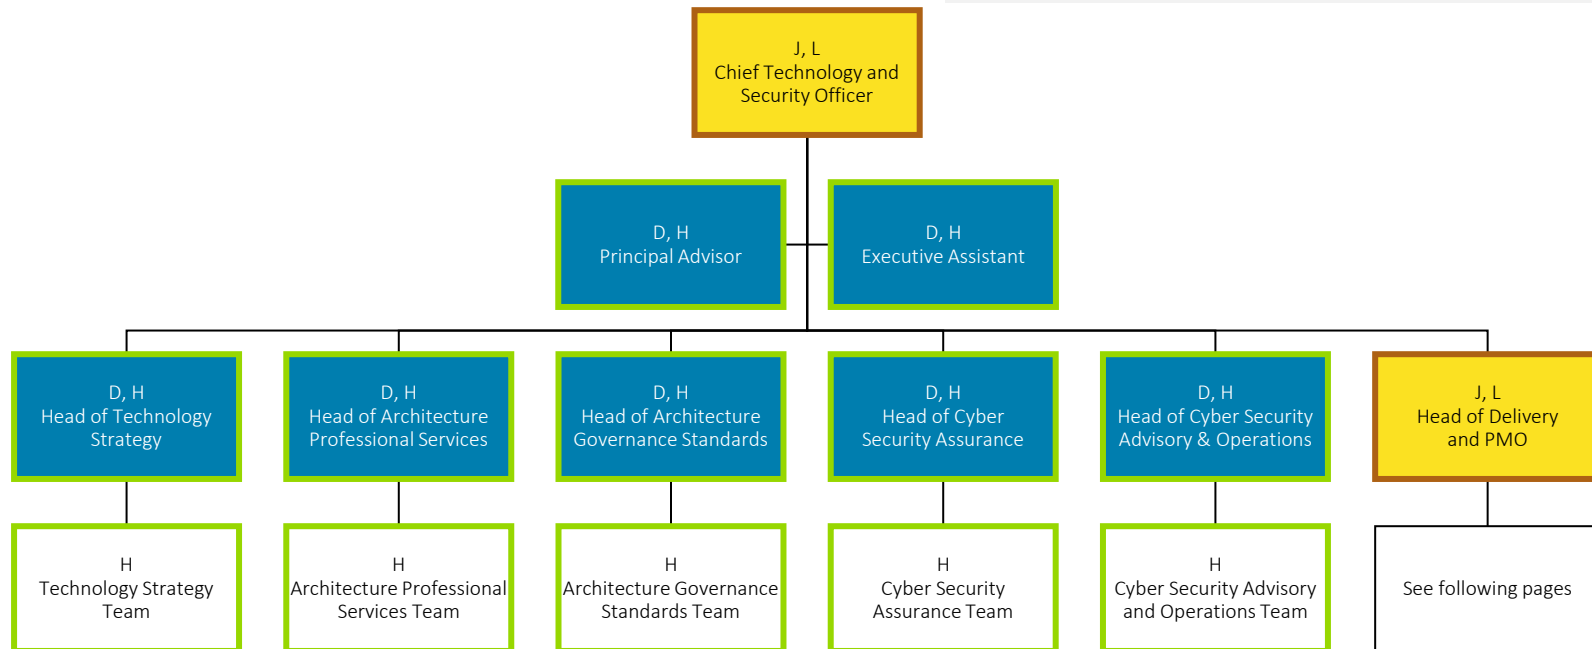 J, L
Chief Technology and
Security Officer
D, H
Principal Advisor
D, H
Executive Assistant
D, H
Head of Technology
Strategy
D, H
Head of Architecture
Professional Services
D, H
Head of Architecture
Governance Standards
D, H
Head of Cyber
Security Assurance
D, H
Head of Cyber Security
Advisory & Operations
J, L
Head of Delivery
and PMO
H
Technology Strategy
Team
H
Architecture Professional
Services Team
H
Architecture Governance
Standards Team
H
Cyber Security
Assurance Team
H
Cyber Security Advisory
and Operations Team
See following pages